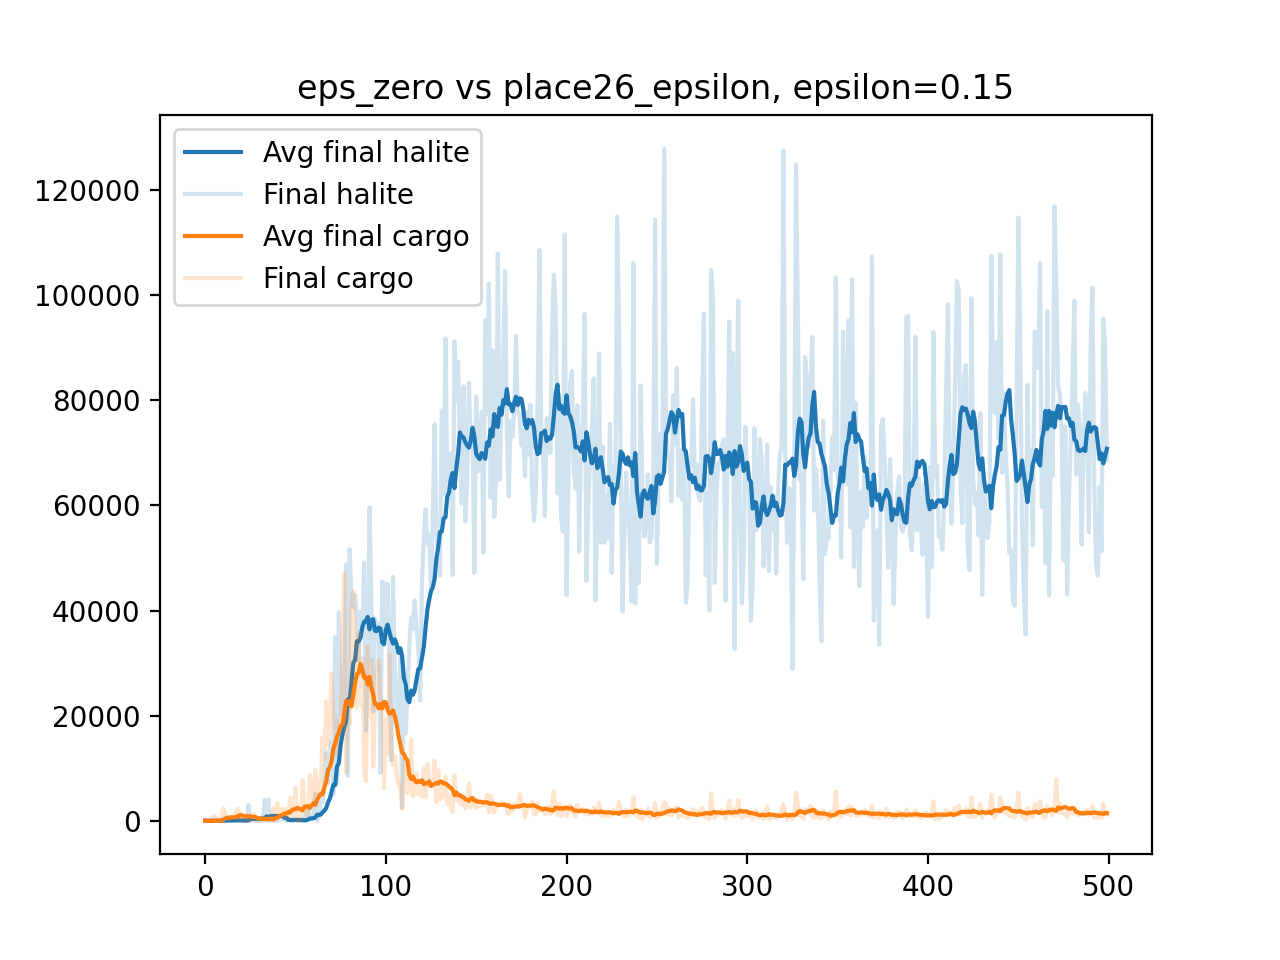 eps_zero vs place26_epsilon, epsilon=0.15
Avg final halite
Final halite
Avg final cargo
Final cargo
120000
100000
80000
60000
40000
20000
0
0 100 200 300 400 500